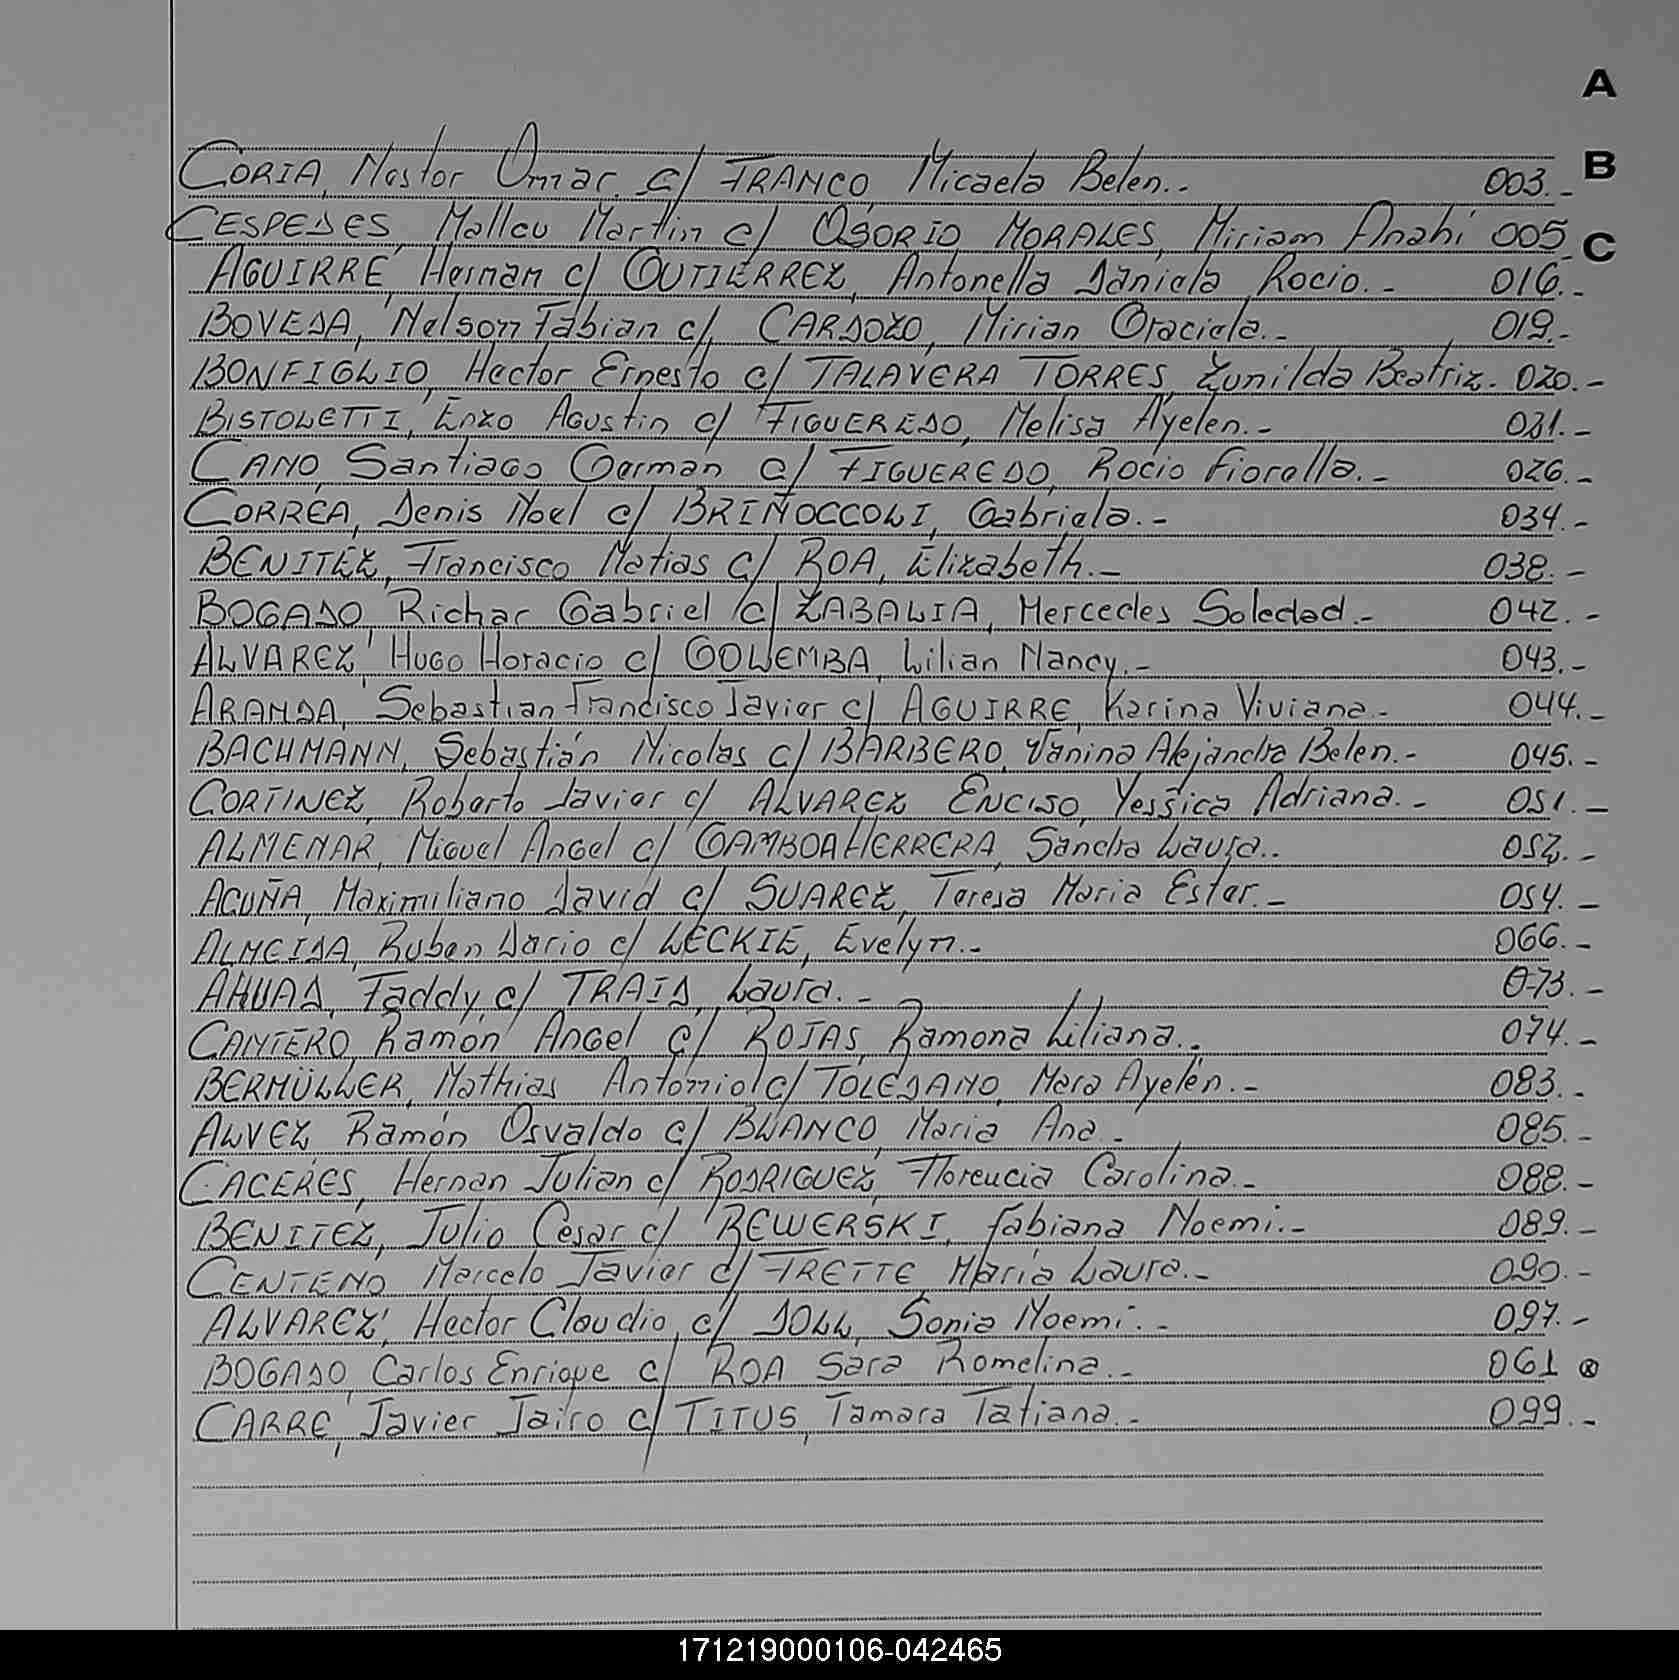 A
B
CORIA, Nestor Omar c/ FRANCO, Micaela Belen.- 003.-
CESPEDES, Matteu Martin c/ OSORIO MORALES, Miriam Anahi 005
C
AGUIRRE, Hernan c/ GUTIERREZ, Antonella Daniela Rocio.- 016.-
BOVEDA, Nelson Fabian c/ CARDOZO, Mirian Graciela.- 019.-
BONFIGLIO, Hector Ernesto c/ TALAVERA TORRES, Zunilda Beatriz. 020.-
BISTOLETTI, Enzo Agustin c/ FIGUEREDO, Melisa Ayelen.- 031.-
CANO, Santiago German c/ FIGUEREDO, Rocio Fiorella.- 026.-
CORREA, Denis Noel c/ BRIÑOCCOLI, Gabriela.- 034.-
BENITEZ, Francisco Matias c/ ROA, Elizabeth.- 038.-
BOGADO, Richar Gabriel c/ ZABALIA, Mercedes Soledad.- 042.-
ALVAREZ, Hugo Horacio c/ GOLEMBA, Lilian Nancy.- 043.-
ARANDA, Sebastian Francisco Javier c/ AGUIRRE, Karina Viviana.- 044.-
BACHMANN, Sebastián Nicolas c/ BARBERO, Vanina Alejandra Belen.- 045.-
CORTINEZ, Roberto Javier c/ ALVAREZ ENCISO, Yessica Adriana.- 051.-
ALMENAR, Miguel Angel c/ GAMBOA HERRERA, Sandra Laura.. 052.-
ACUÑA, Maximiliano David c/ SUAREZ, Teresa Maria Ester.- 054.-
ALMEIDA, Ruben Dario c/ LECKIE, Evelyn.- 066.-
AHUAD, Faddy c/ TRAID, Laura.- 073.-
CANTERO, Ramón Angel c/ ROJAS, Ramona Liliana.. 074.-
BERMÜLLER, Mathias Antonio c/ TOLEDANO, Mara Ayelén.- 083.-
ALVEZ, Ramón Osvaldo c/ BLANCO, Maria Ana.- 085.-
CACERES, Hernan Julian c/ RODRIGUEZ, Florencia Carolina.- 088.-
BENITEZ, Julio Cesar c/ REWERSKI, Fabiana Noemi.- 089.-
CENTENO, Marcelo Javier c/ FRETTE, María Laura.- 090.-
ALVAREZ, Hector Claudio, c/ DOLL, Sonia Noemi.- 097.-
BOGADO, Carlos Enrique c/ ROA Sara Romelina.- 061 ⊗
CARRE, Javier Jairo c/ TITUS, Tamara Tatiana.- 099.-
171219000106-042465